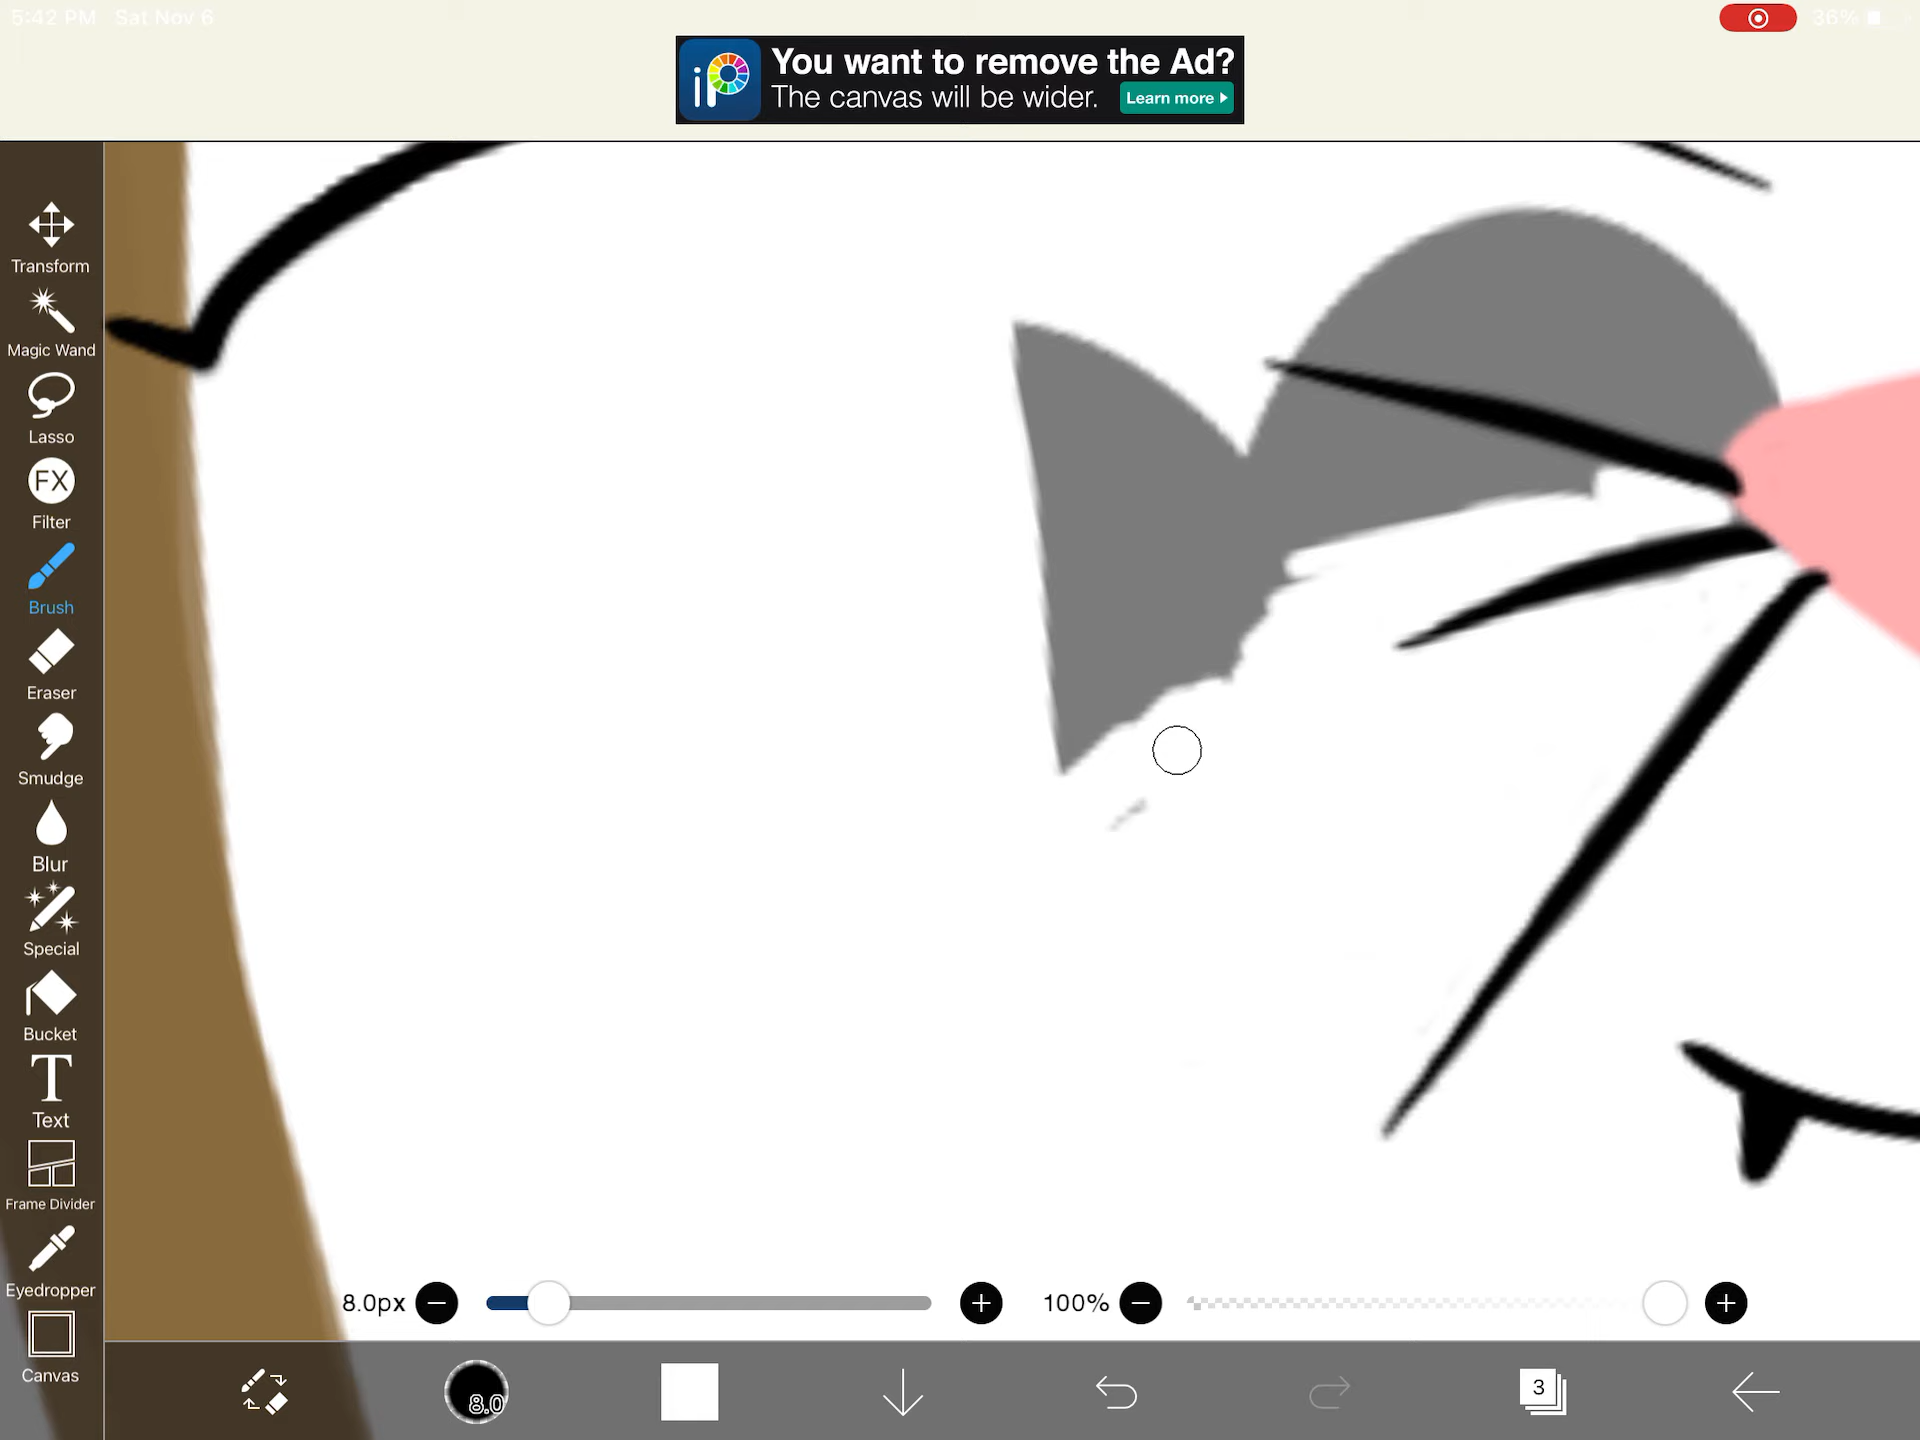 5:42 PM Sat Nov 6
36%
iP
You want to remove the Ad?
The canvas will be wider.
Learn more
Transform
Magic Wand
Lasso
FX
Filter
Brush
Eraser
Smudge
Blur
Special
Bucket
T
Text
Frame Divider
Eyedropper
Canvas
8.0px
100%
8.0
3